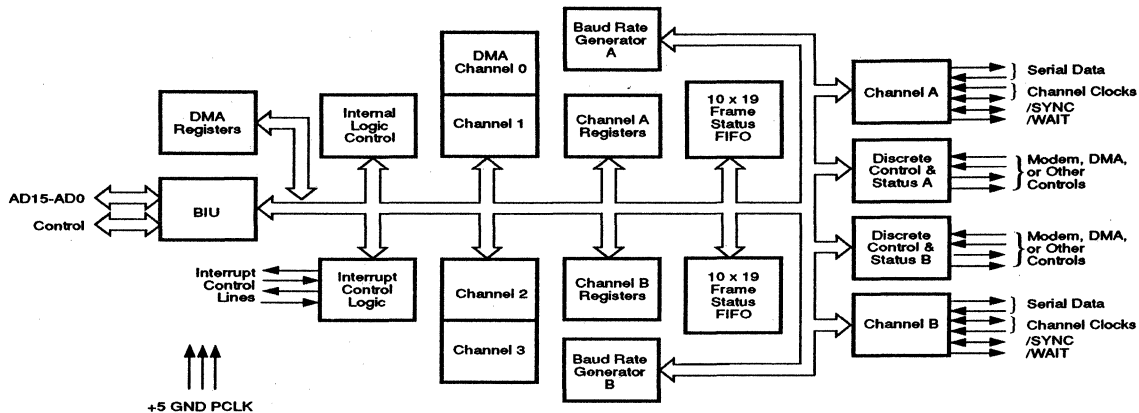 Baud Rate
Generator
A
DMA
Channel 0
Channel 1
Internal
Logic
Control
Channel A
Registers
10 x 19
Frame
Status
FIFO
DMA
Registers
Channel A
Serial Data
Channel Clocks
/SYNC
/WAIT
Discrete
Control &
Status A
Modem, DMA,
or Other
Controls
AD15-AD0
Control
BIU
Discrete
Control &
Status B
Modem, DMA,
or Other
Controls
Interrupt
Control
Lines
Interrupt
Control
Logic
Channel 2
Channel 3
Channel B
Registers
10 x 19
Frame
Status
FIFO
Channel B
Serial Data
Channel Clocks
/SYNC
/WAIT
Baud Rate
Generator
B
+5 GND PCLK